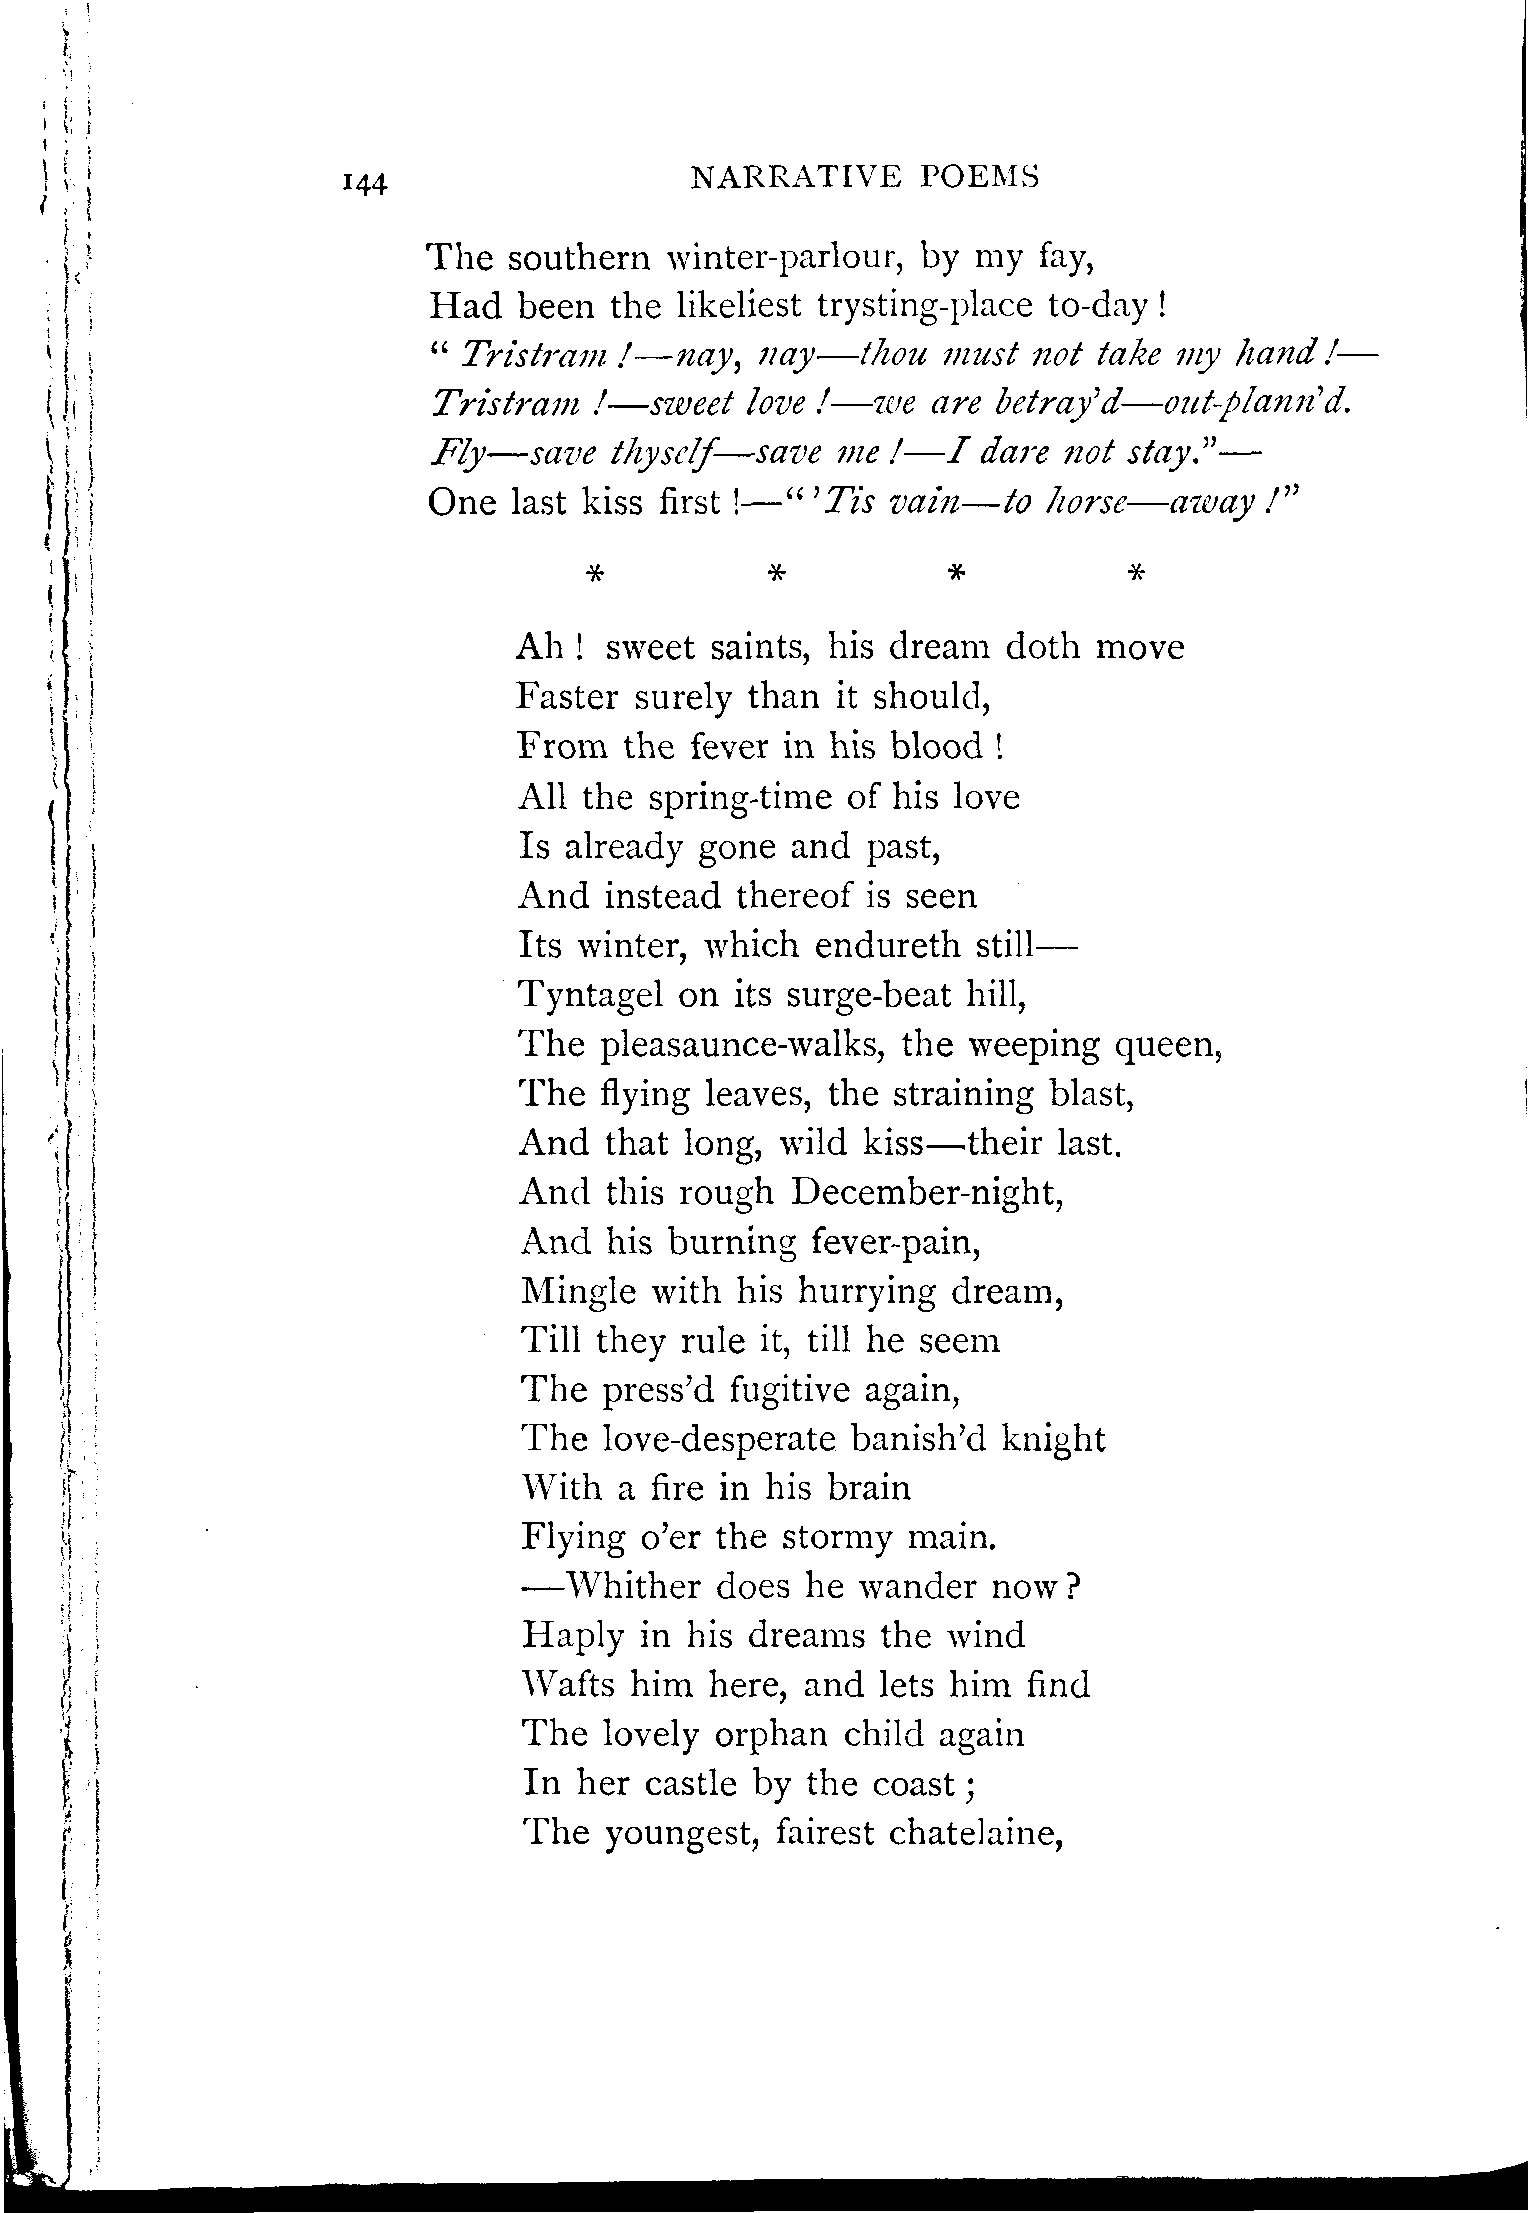 144 NARRATIVE POEMS
The southern winter-parlour, by my fay,
Had been the likeliest trysting-place to-day !
“ Tristram !—nay, nay—thou must not take my hand !—
Tristram !—sweet love !—we are betray’d—out-plann’d.
Fly—save thyself—save me !—I dare not stay.”—
One last kiss first !—“ ’Tis vain—to horse—away !”
* * * *
Ah ! sweet saints, his dream doth move
Faster surely than it should,
From the fever in his blood !
All the spring-time of his love
Is already gone and past,
And instead thereof is seen
Its winter, which endureth still—
Tyntagel on its surge-beat hill,
The pleasaunce-walks, the weeping queen,
The flying leaves, the straining blast,
And that long, wild kiss—their last.
And this rough December-night,
And his burning fever-pain,
Mingle with his hurrying dream,
Till they rule it, till he seem
The press’d fugitive again,
The love-desperate banish’d knight
With a fire in his brain
Flying o’er the stormy main.
—Whither does he wander now ?
Haply in his dreams the wind
Wafts him here, and lets him find
The lovely orphan child again
In her castle by the coast ;
The youngest, fairest chatelaine,